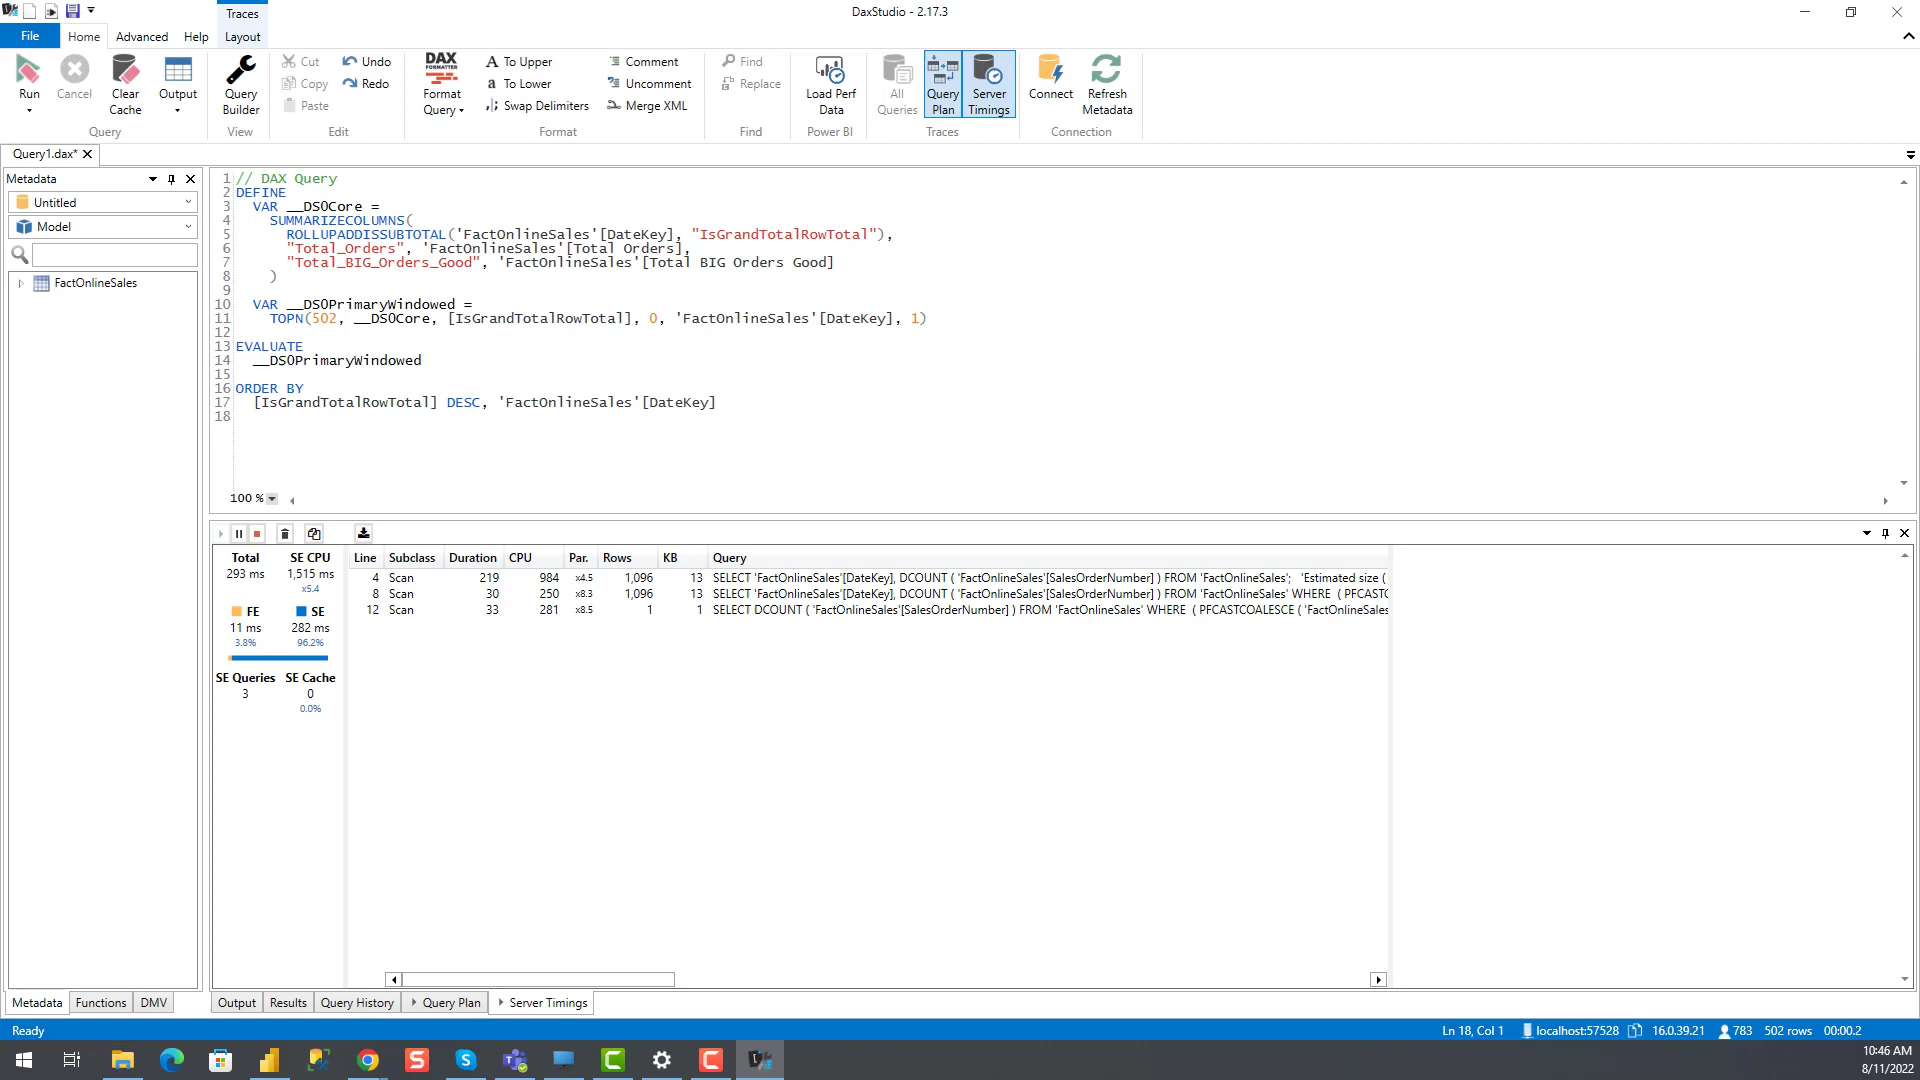 Traces
DaxStudio - 2.17.3
File
Home
Advanced
Help
Layout
Run
Cancel
Clear
Cache
Output
Query
Builder
Cut
Copy
Paste
Undo
Redo
DAX
FORMATTER
Format
Query
To Upper
To Lower
Swap Delimiters
Comment
Uncomment
Merge XML
Find
Replace
Load Perf
Data
All
Queries
Query
Plan
Server
Timings
Connect
Refresh
Metadata
Query
View
Edit
Format
Find
Power BI
Traces
Connection
Query1.dax*
Metadata
Untitled
Model
FactOnlineSales
1 // DAX Query
2 DEFINE
3 VAR __DS0Core =
4 SUMMARIZECOLUMNS(
5 ROLLUPADDISSUBTOTAL('FactOnlineSales'[DateKey], "IsGrandTotalRowTotal"),
6 "Total_Orders", 'FactOnlineSales'[Total Orders],
7 "Total_BIG_Orders_Good", 'FactOnlineSales'[Total BIG Orders Good]
8 )
9
10 VAR __DS0PrimaryWindowed =
11 TOPN(502, __DS0Core, [IsGrandTotalRowTotal], 0, 'FactOnlineSales'[DateKey], 1)
12
13 EVALUATE
14 __DS0PrimaryWindowed
15
16 ORDER BY
17 [IsGrandTotalRowTotal] DESC, 'FactOnlineSales'[DateKey]
18
100 %
Total SE CPU
293 ms 1,515 ms
x5.4
FE SE
11 ms 282 ms
3.8% 96.2%
SE Queries SE Cache
3 0
0.0%
Line Subclass Duration CPU Par. Rows KB Query
4 Scan 219 984 x4.5 1,096 13 SELECT 'FactOnlineSales'[DateKey], DCOUNT ( 'FactOnlineSales'[SalesOrderNumber] ) FROM 'FactOnlineSales'; 'Estimated size (
8 Scan 30 250 x8.3 1,096 13 SELECT 'FactOnlineSales'[DateKey], DCOUNT ( 'FactOnlineSales'[SalesOrderNumber] ) FROM 'FactOnlineSales' WHERE ( PFCASTC
12 Scan 33 281 x8.5 1 1 SELECT DCOUNT ( 'FactOnlineSales'[SalesOrderNumber] ) FROM 'FactOnlineSales' WHERE ( PFCASTCOALESCE ( 'FactOnlineSales
Metadata
Functions
DMV
Output
Results
Query History
Query Plan
Server Timings
Ready
Ln 18, Col 1
localhost:57528
16.0.39.21
783
502 rows
00:00.2
10:46 AM
8/11/2022